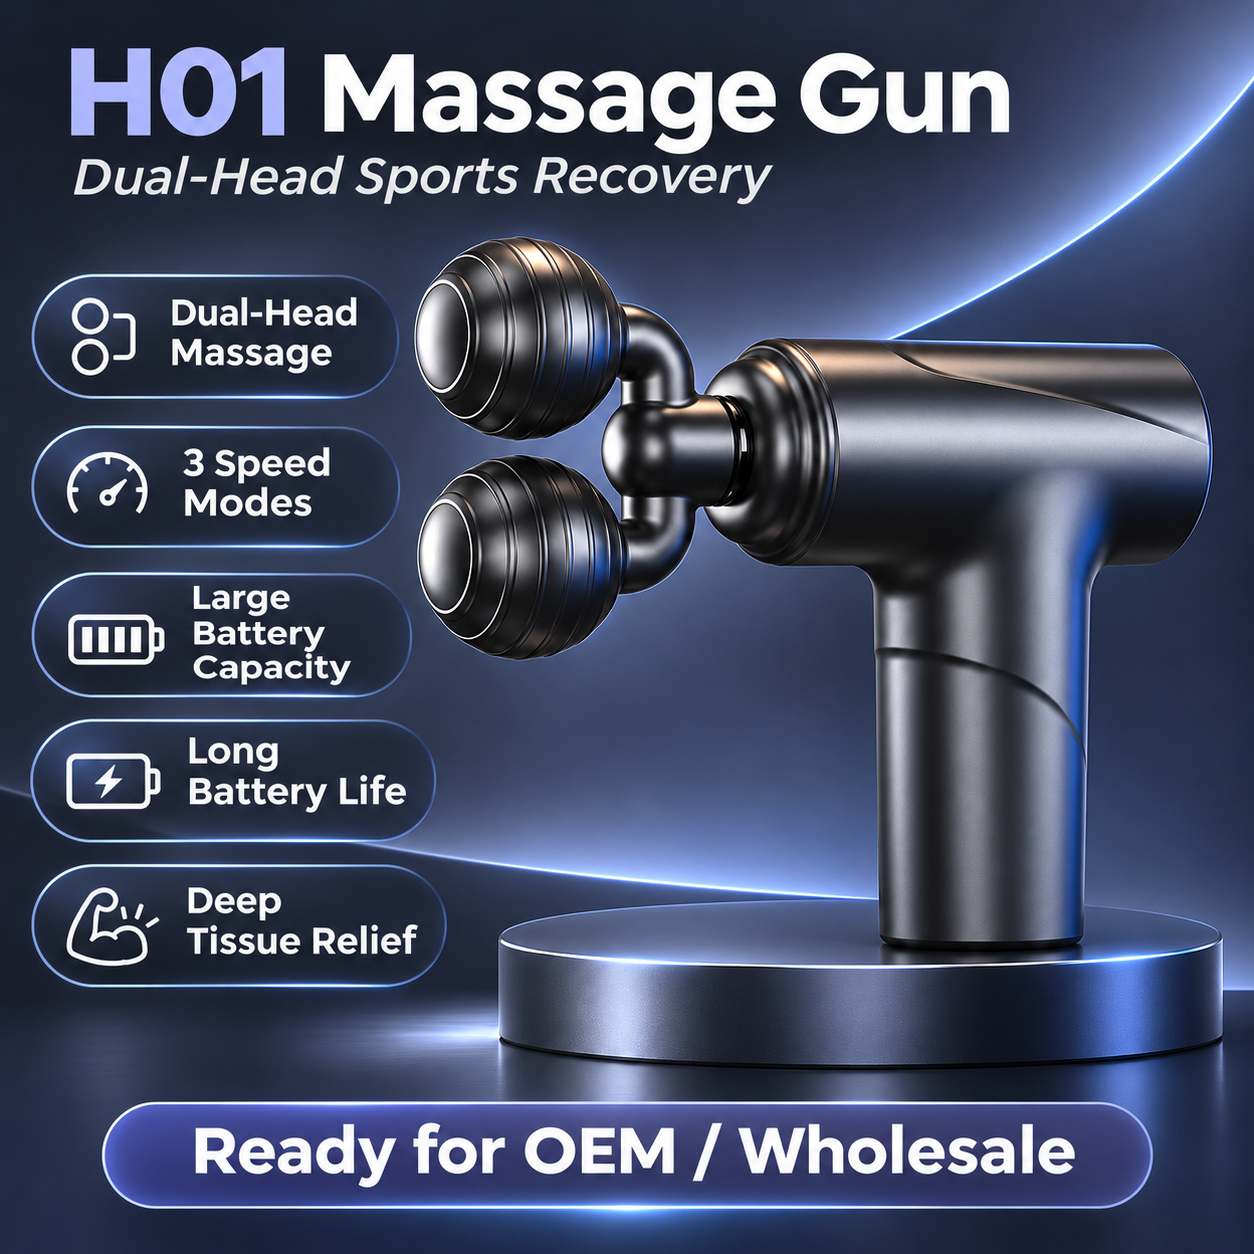 H01 Massage Gun
Dual-Head Sports Recovery
Dual-Head
Massage
3 Speed
Modes
Large
Battery
Capacity
Long
Battery Life
Deep
Tissue Relief
Ready for OEM / Wholesale